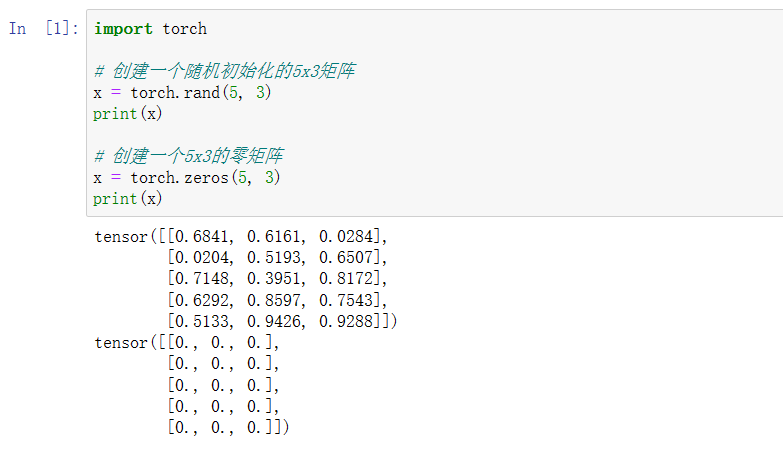 In [1]: import torch
# 创建一个随机初始化的5x3矩阵
x = torch.rand(5, 3)
print(x)
# 创建一个5x3的零矩阵
x = torch.zeros(5, 3)
print(x)
tensor([[0.6841, 0.6161, 0.0284],
[0.0204, 0.5193, 0.6507],
[0.7148, 0.3951, 0.8172],
[0.6292, 0.8597, 0.7543],
[0.5133, 0.9426, 0.9288]])
tensor([[0., 0., 0.],
[0., 0., 0.],
[0., 0., 0.],
[0., 0., 0.],
[0., 0., 0.]])